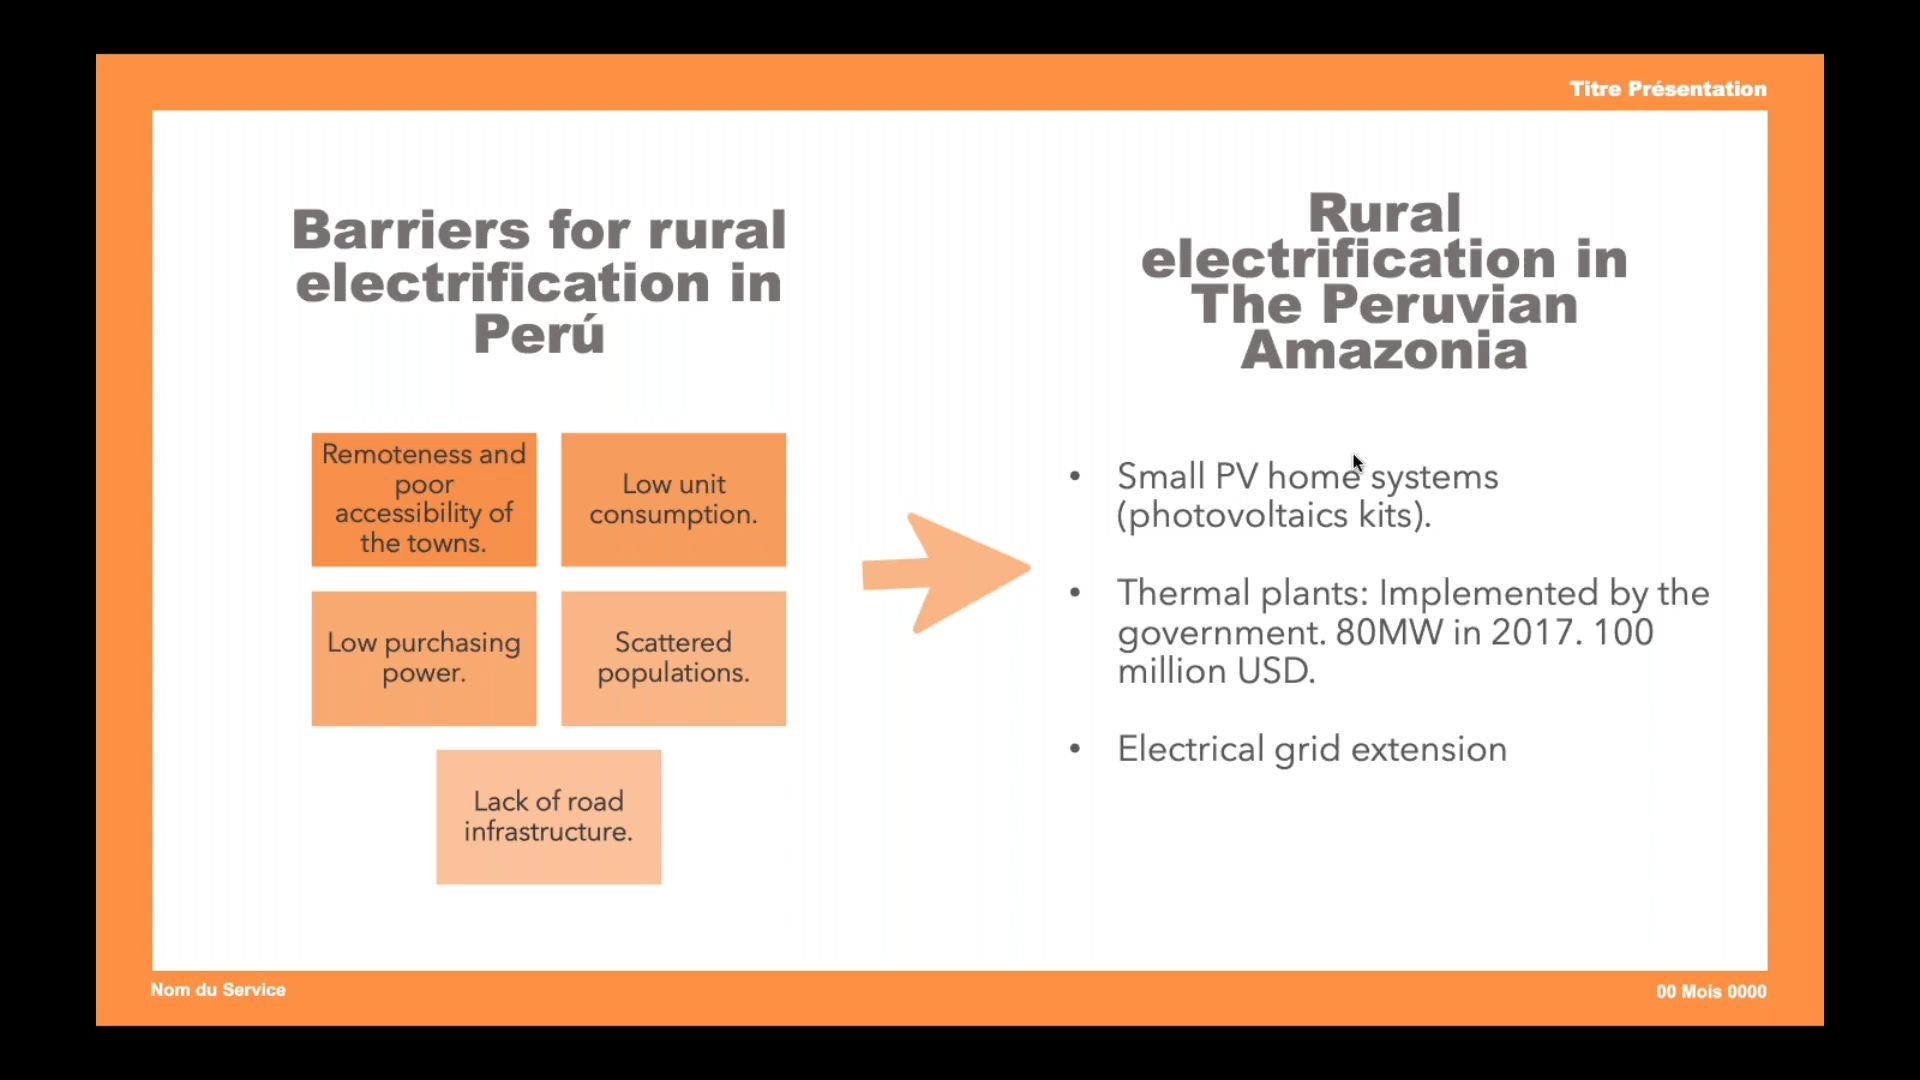 Titre Présentation
Barriers for rural
electrification in
Perú
Remoteness and
poor
accessibility of
the towns.
Low unit
consumption.
Low purchasing
power.
Scattered
populations.
Lack of road
infrastructure.
Rural
electrification in
The Peruvian
Amazonia
• Small PV home systems
(photovoltaics kits).
• Thermal plants: Implemented by the
government. 80MW in 2017. 100
million USD.
• Electrical grid extension
Nom du Service
00 Mois 0000